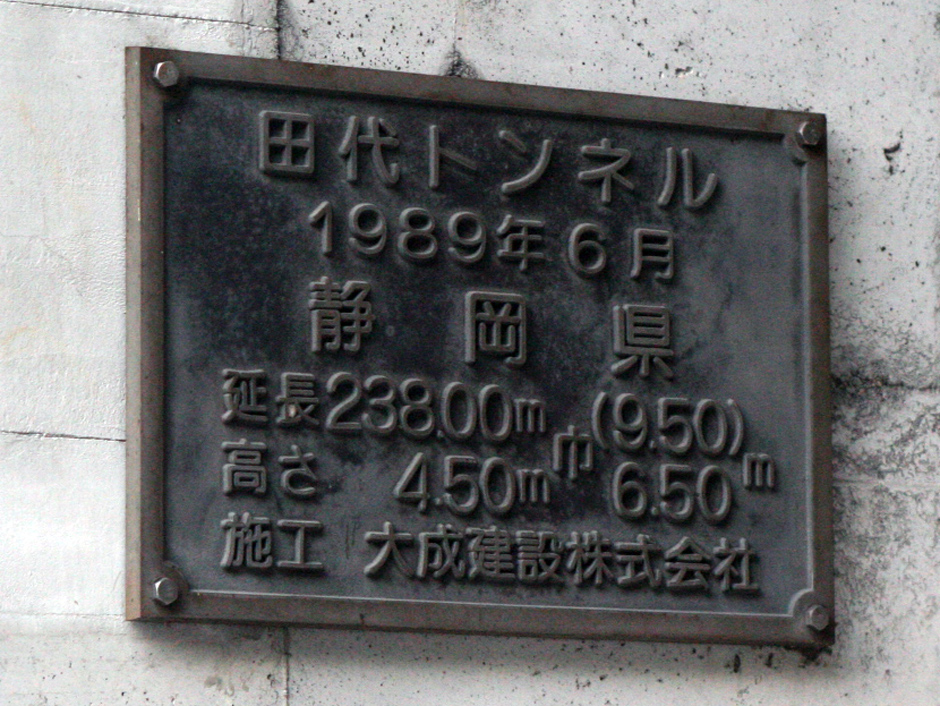 田代トンネル
1989年6月
静岡県
延長238.00m 巾(9.50)m
高さ 4.50m 6.50
施工 大成建設株式会社